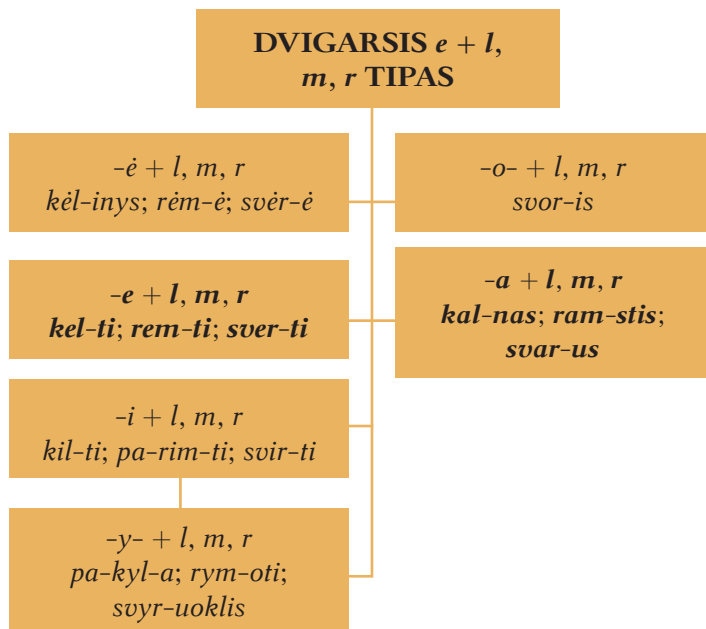 DVIGARSIS e + l,
m, r TIPAS
-ė + l, m, r
kėl-inys; rėm-ė; svėr-ė
-o- + l, m, r
svor-is
-e + l, m, r
kel-ti; rem-ti; sver-ti
-a + l, m, r
kal-nas; ram-stis;
svar-us
-i + l, m, r
kil-ti; pa-rim-ti; svir-ti
-y- + l, m, r
pa-kyl-a; rym-oti;
svyr-uoklis